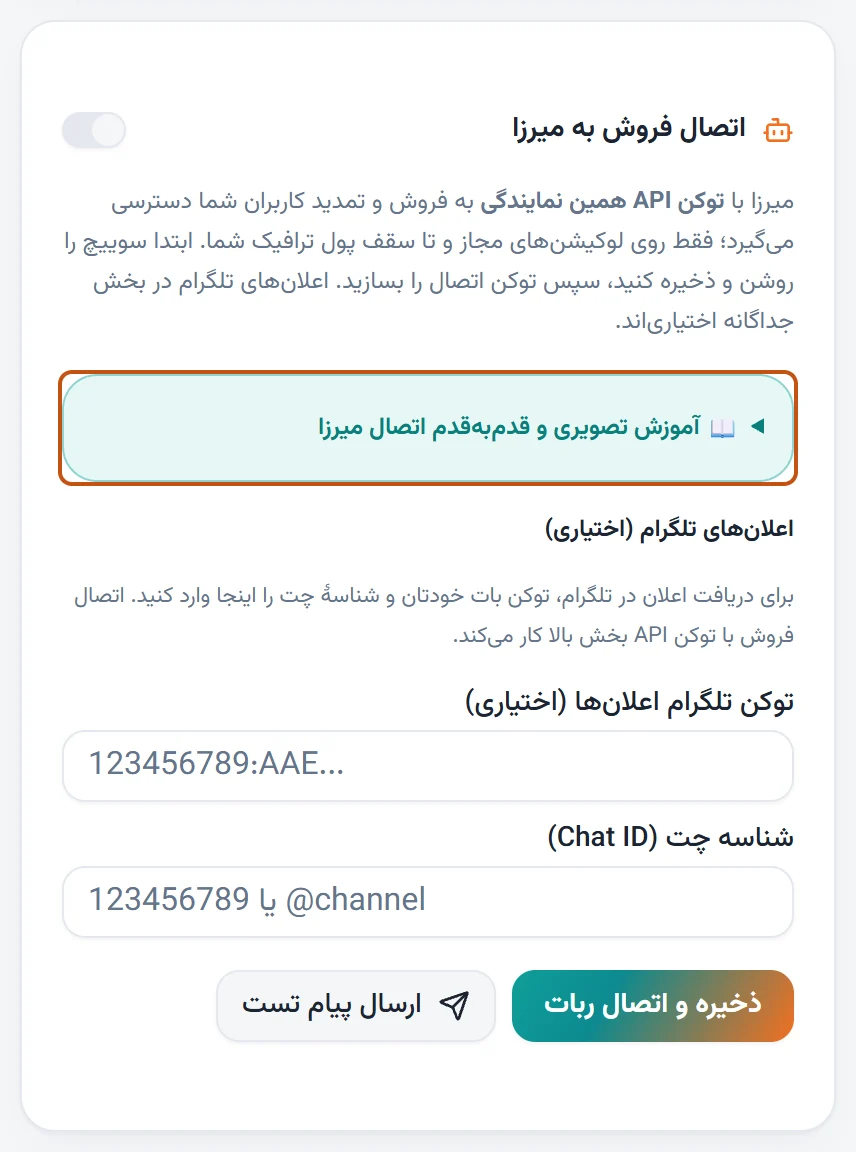 اتصال فروش به میرزا
میرزا با توکن API همین نمایندگی به فروش و تمدید کاربران شما دسترسی
می‌گیرد؛ فقط روی لوکیشن‌های مجاز و تا سقف پول ترافیک شما. ابتدا سوییچ را
روشن و ذخیره کنید، سپس توکن اتصال را بسازید. اعلان‌های تلگرام در بخش
جداگانه اختیاری‌اند.
📖 آموزش تصویری و قدم‌به‌قدم اتصال میرزا
اعلان‌های تلگرام (اختیاری)
برای دریافت اعلان در تلگرام، توکن بات خودتان و شناسهٔ چت را اینجا وارد کنید. اتصال
فروش با توکن API بخش بالا کار می‌کند.
توکن تلگرام اعلان‌ها (اختیاری)
123456789:AAE...
شناسه چت (Chat ID)
123456789 یا @channel
ذخیره و اتصال ربات
ارسال پیام تست